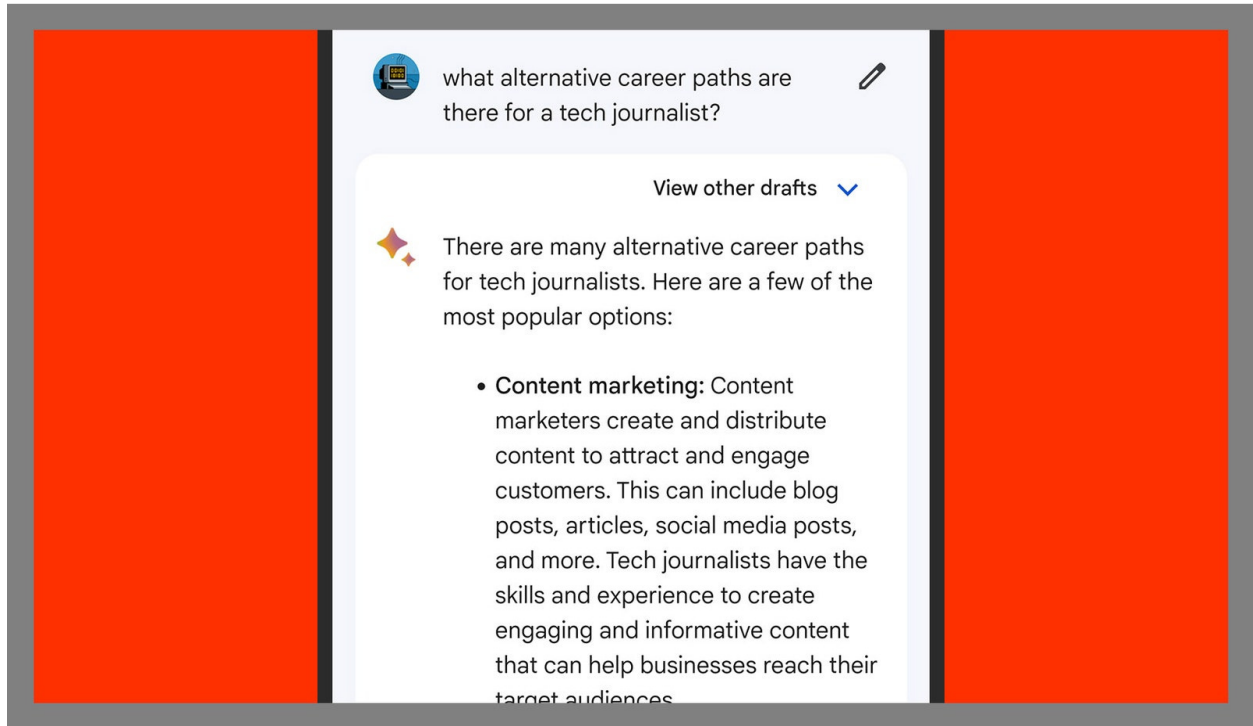 what alternative career paths are
there for a tech journalist?
View other drafts
There are many alternative career paths
for tech journalists. Here are a few of the
most popular options:
• Content marketing: Content
marketers create and distribute
content to attract and engage
customers. This can include blog
posts, articles, social media posts,
and more. Tech journalists have the
skills and experience to create
engaging and informative content
that can help businesses reach their
target audiences.